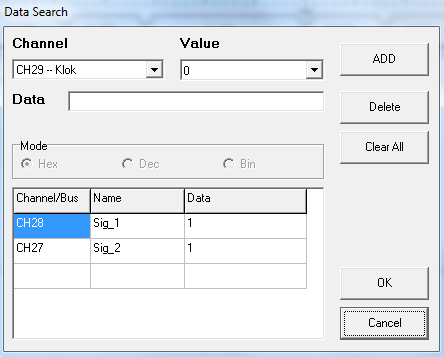 Data Search
Channel Value
CH29 -- Klok 0
ADD
Data
Delete
Clear All
Mode
Hex Dec Bin
Channel/Bus Name Data
CH28 Sig_1 1
CH27 Sig_2 1
OK
Cancel